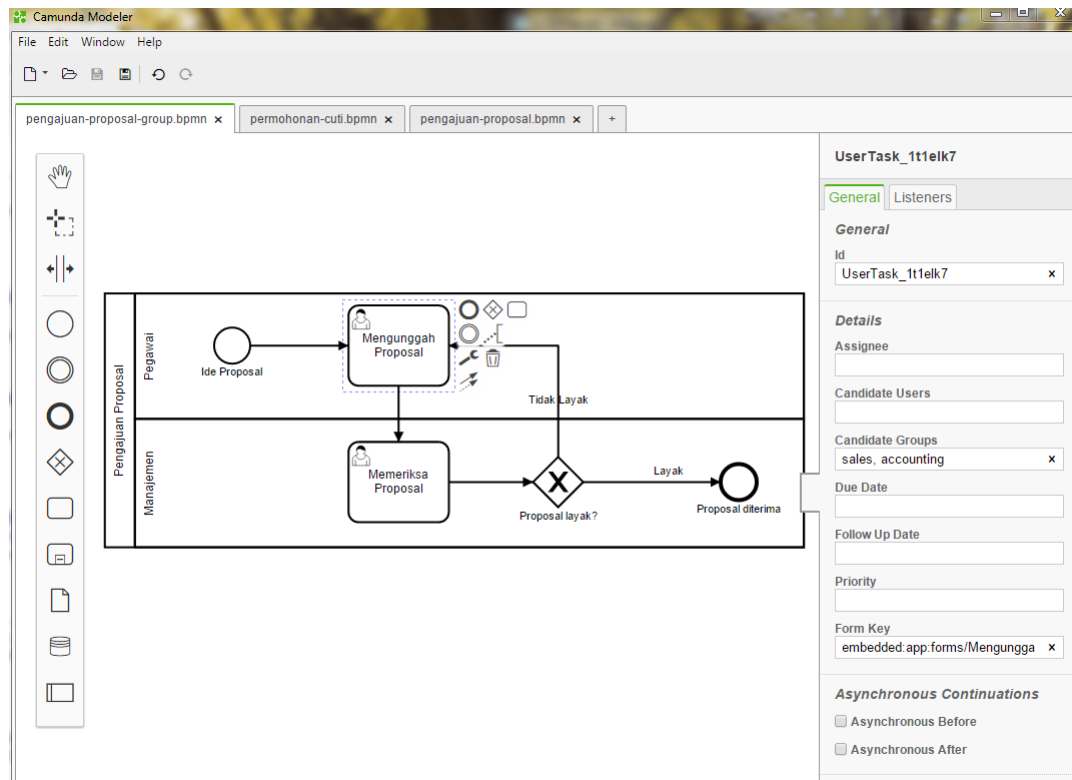 Camunda Modeler
File Edit Window Help
pengajuan-proposal-group.bpmn × permohonan-cuti.bpmn × pengajuan-proposal.bpmn × +
Pengajuan Proposal
Pegawai
Ide Proposal
Mengunggah
Proposal
Tidak Layak
Manajemen
Memeriksa
Proposal
X
Proposal layak?
Layak
Proposal diterima
UserTask_1t1elk7
General Listeners
General
Id
UserTask_1t1elk7 ×
Details
Assignee
Candidate Users
Candidate Groups
sales, accounting ×
Due Date
Follow Up Date
Priority
Form Key
embedded:app:forms/Mengungga ×
Asynchronous Continuations
Asynchronous Before
Asynchronous After